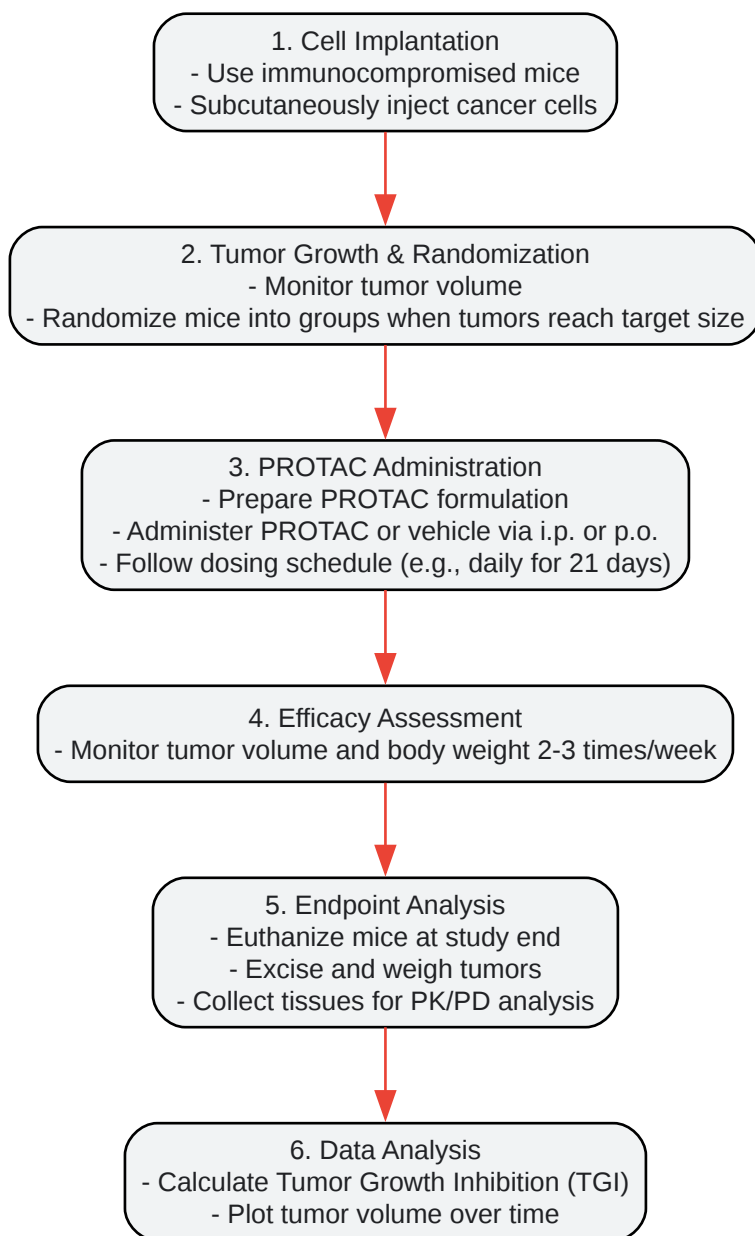 1. Cell Implantation
- Use immunocompromised mice
- Subcutaneously inject cancer cells
2. Tumor Growth & Randomization
- Monitor tumor volume
- Randomize mice into groups when tumors reach target size
3. PROTAC Administration
- Prepare PROTAC formulation
- Administer PROTAC or vehicle via i.p. or p.o.
- Follow dosing schedule (e.g., daily for 21 days)
4. Efficacy Assessment
- Monitor tumor volume and body weight 2-3 times/week
5. Endpoint Analysis
- Euthanize mice at study end
- Excise and weigh tumors
- Collect tissues for PK/PD analysis
6. Data Analysis
- Calculate Tumor Growth Inhibition (TGI)
- Plot tumor volume over time